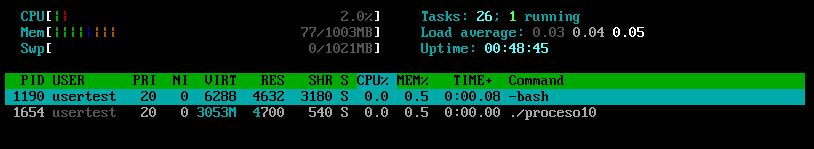 CPU[|| 2.0%] Tasks: 26; 1 running
Mem[|||||||||| 77/1003MB] Load average: 0.03 0.04 0.05
Swp[ 0/1021MB] Uptime: 00:48:45
PID USER PRI NI VIRT RES SHR S CPU% MEM% TIME+ Command
1190 usertest 20 0 6288 4632 3180 S 0.0 0.5 0:00.08 -bash
1654 usertest 20 0 3053M 4700 540 S 0.0 0.5 0:00.00 ./proceso10